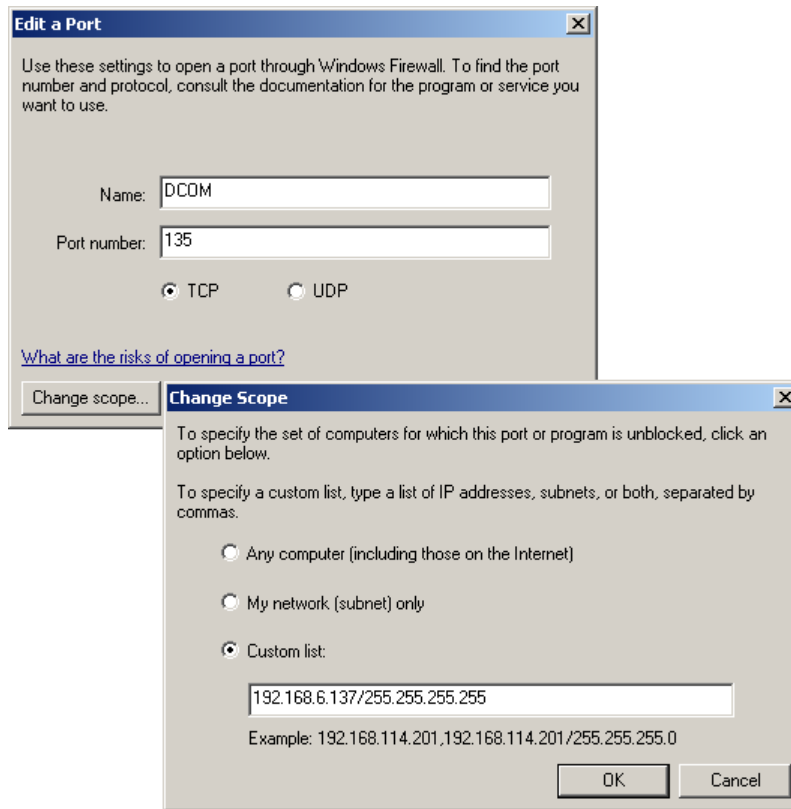 Edit a Port
Use these settings to open a port through Windows Firewall. To find the port
number and protocol, consult the documentation for the program or service you
want to use.
Name: DCOM
Port number: 135
TCP UDP
What are the risks of opening a port?
Change scope...
Change Scope
To specify the set of computers for which this port or program is unblocked, click an
option below.
To specify a custom list, type a list of IP addresses, subnets, or both, separated by
commas.
Any computer (including those on the Internet)
My network (subnet) only
Custom list:
192.168.6.137/255.255.255.255
Example: 192.168.114.201,192.168.114.201/255.255.255.0
OK Cancel